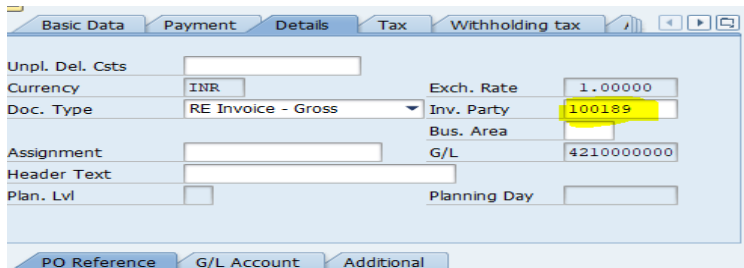 Basic Data Payment Details Tax Withholding tax
Unpl. Del. Csts
Currency INR Exch. Rate 1.00000
Doc. Type RE Invoice - Gross Inv. Party 100189
Bus. Area
Assignment G/L 4210000000
Header Text
Plan. Lvl Planning Day
PO Reference G/L Account Additional